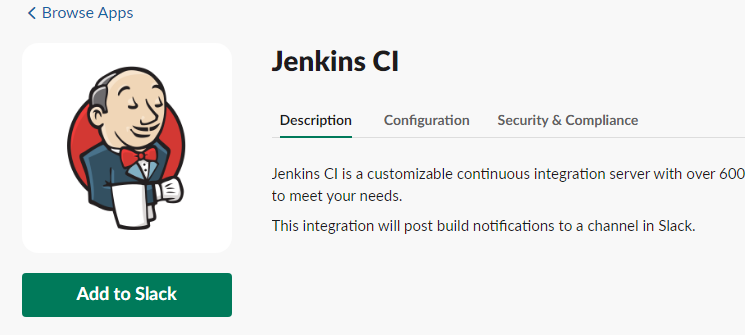 Browse Apps
Jenkins CI
Description Configuration Security & Compliance
Jenkins CI is a customizable continuous integration server with over 600
to meet your needs.
This integration will post build notifications to a channel in Slack.
Add to Slack